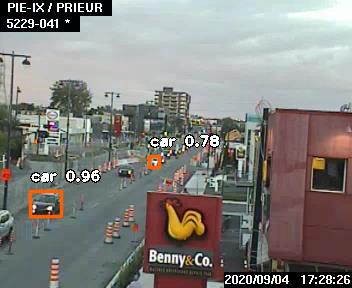 PIE-IX / PRIEUR
5229-041 *
car 0.78
car 0.96
Benny&Co.
2020/09/04 17:28:26